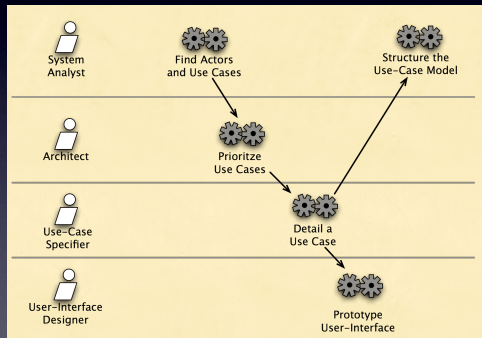 System
Analyst
Find Actors
and Use Cases
Structure the
Use-Case Model
Architect
Prioritze
Use Cases
Use-Case
Specifier
Detail a
Use Case
User-Interface
Designer
Prototype
User-Interface